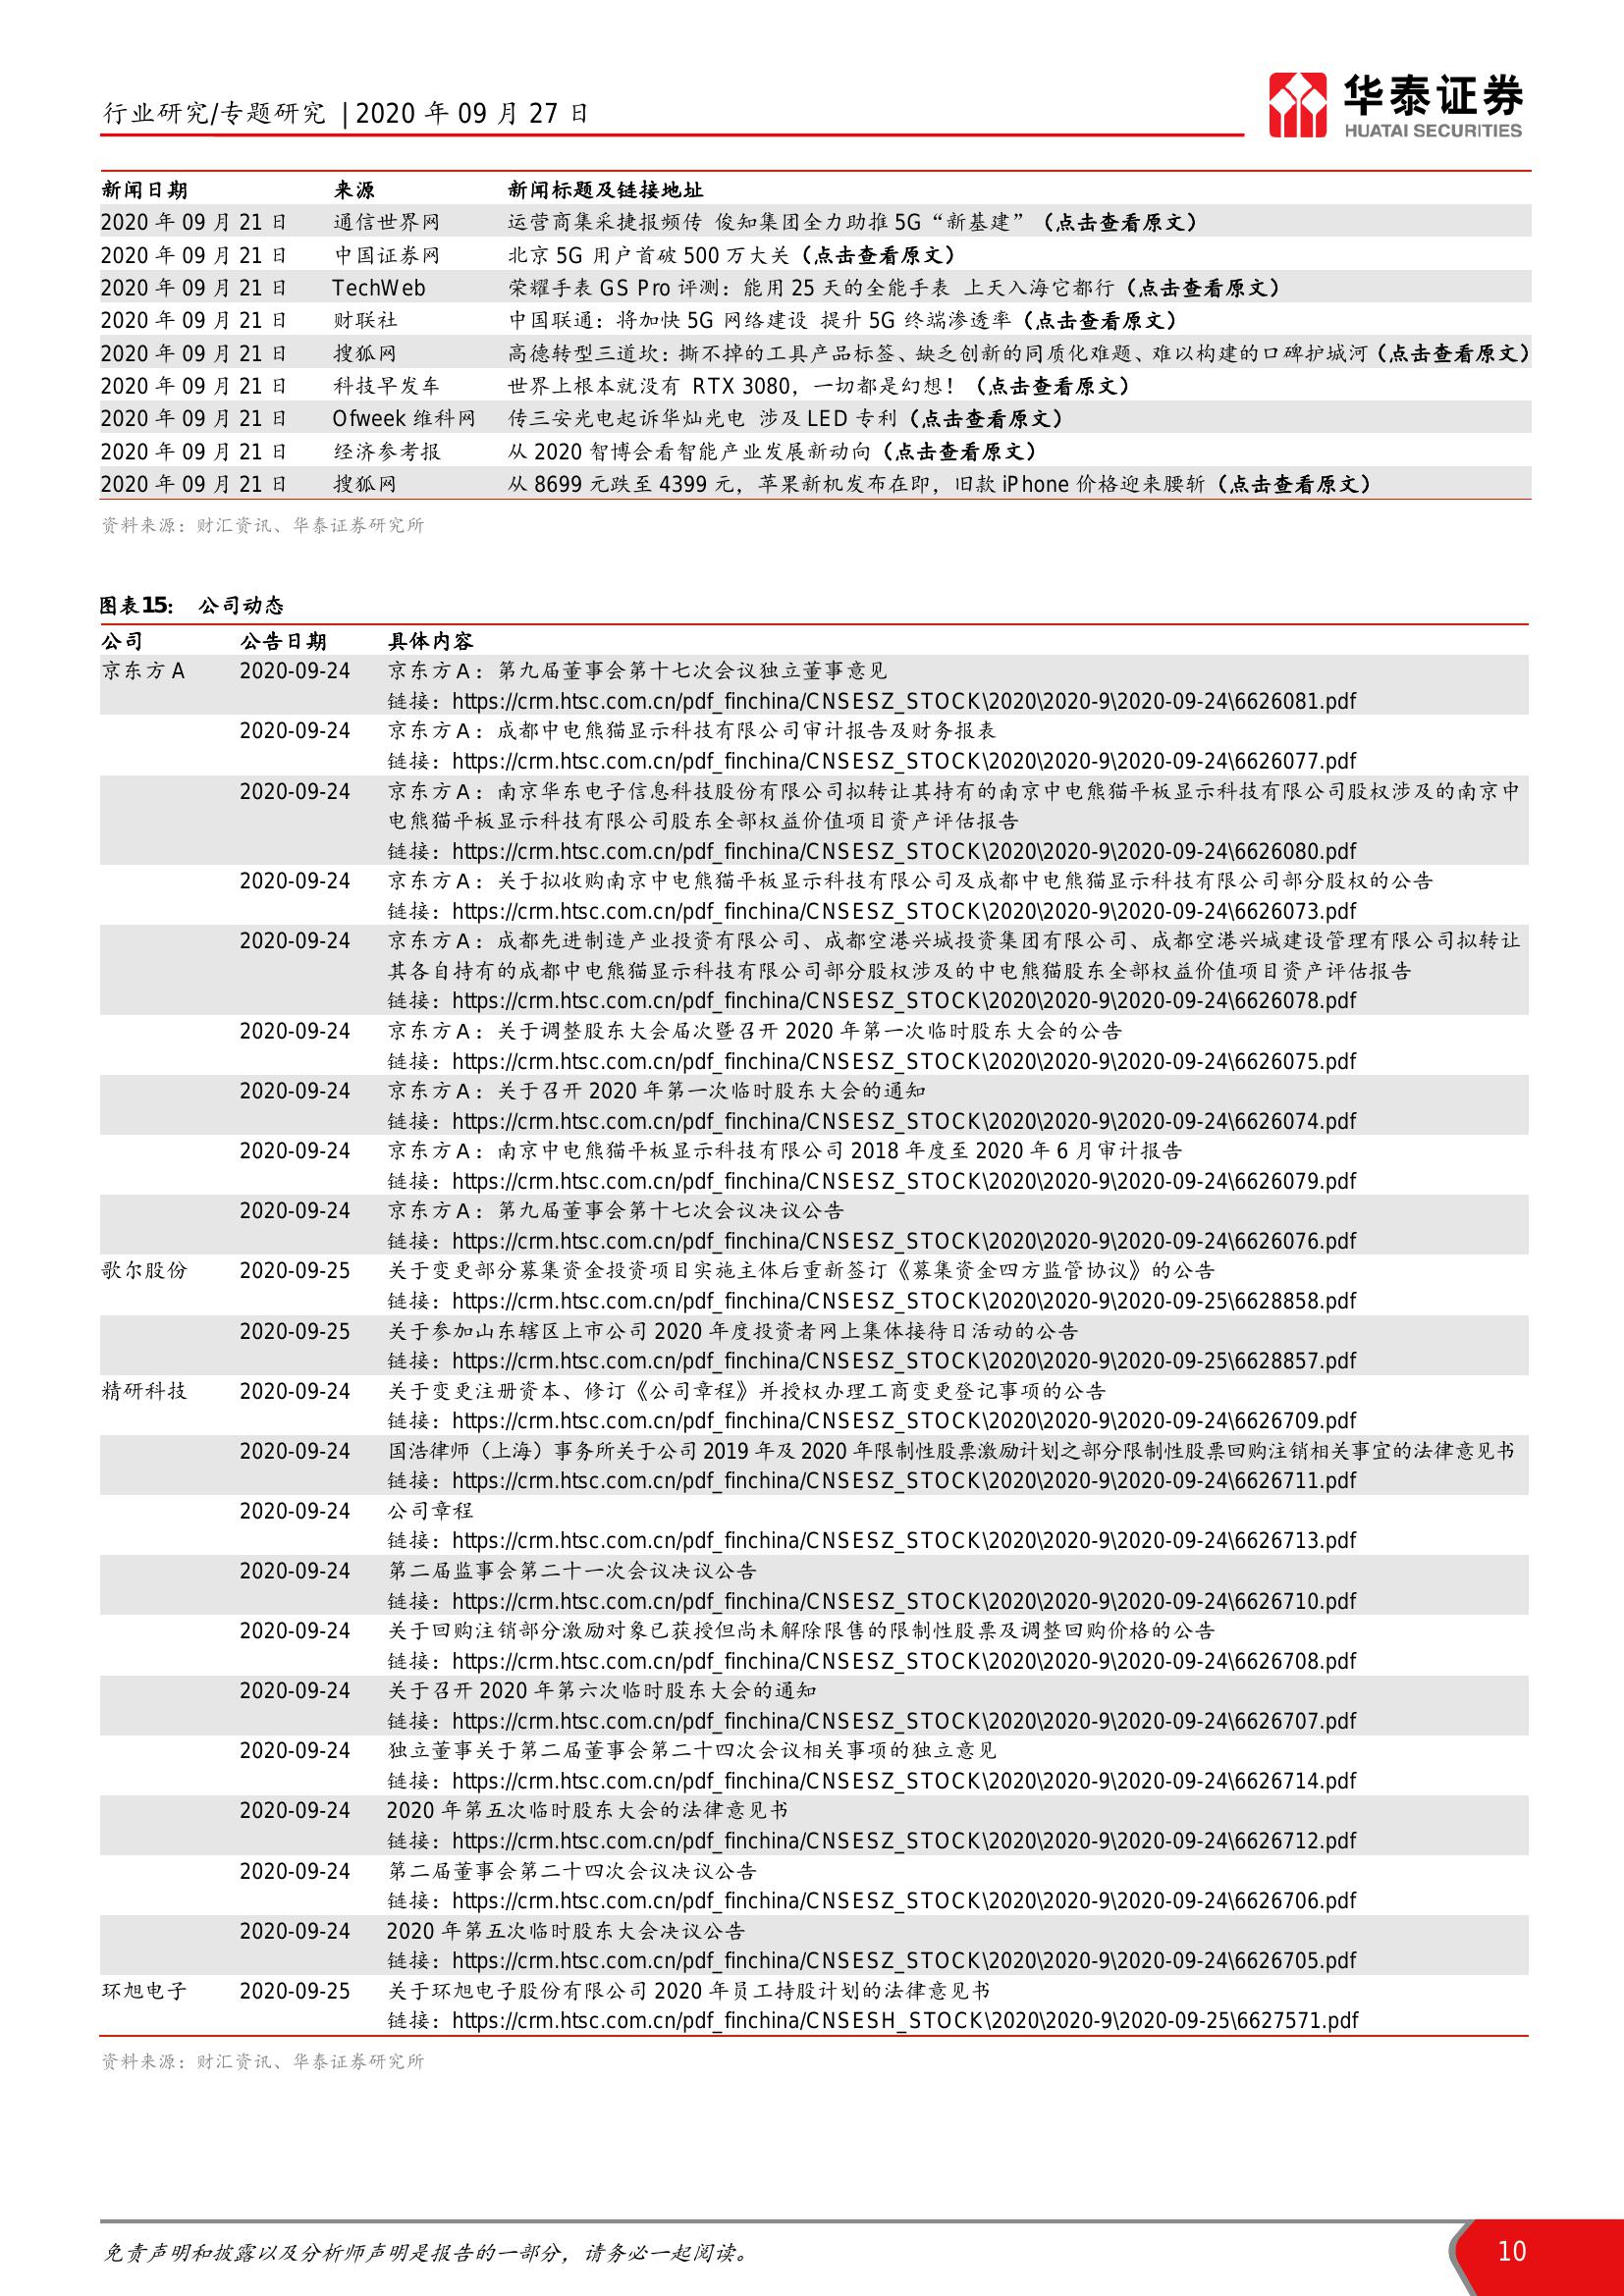 行业研究/专题研究 | 2020 年 09 月 27 日
华泰证券
HUATAI SECURITIES
新闻日期 来源 新闻标题及链接地址
2020 年 09 月 21 日 通信世界网 运营商集采捷报频传 俊知集团全力助推 5G“新基建”（点击查看原文）
2020 年 09 月 21 日 中国证券网 北京 5G 用户首破 500 万大关（点击查看原文）
2020 年 09 月 21 日 TechWeb 荣耀手表 GS Pro 评测：能用 25 天的全能手表 上天入海它都行（点击查看原文）
2020 年 09 月 21 日 财联社 中国联通：将加快 5G 网络建设 提升 5G 终端渗透率（点击查看原文）
2020 年 09 月 21 日 搜狐网 高德转型三道坎：撕不掉的工具产品标签、缺乏创新的同质化难题、难以构建的口碑护城河（点击查看原文）
2020 年 09 月 21 日 科技早发车 世界上根本就没有 RTX 3080，一切都是幻想！（点击查看原文）
2020 年 09 月 21 日 Ofweek 维科网 传三安光电起诉华灿光电 涉及 LED 专利（点击查看原文）
2020 年 09 月 21 日 经济参考报 从 2020 智博会看智能产业发展新动向（点击查看原文）
2020 年 09 月 21 日 搜狐网 从 8699 元跌至 4399 元，苹果新机发布在即，旧款 iPhone 价格迎来腰斩（点击查看原文）
资料来源：财汇资讯、华泰证券研究所
图表15： 公司动态
公司 公告日期 具体内容
京东方 A 2020-09-24 京东方A：第九届董事会第十七次会议独立董事意见
链接：https://crm.htsc.com.cn/pdf_finchina/CNSESZ_STOCK\2020\2020-9\2020-09-24\6626081.pdf
2020-09-24 京东方A：成都中电熊猫显示科技有限公司审计报告及财务报表
链接：https://crm.htsc.com.cn/pdf_finchina/CNSESZ_STOCK\2020\2020-9\2020-09-24\6626077.pdf
2020-09-24 京东方A：南京华东电子信息科技股份有限公司拟转让其持有的南京中电熊猫平板显示科技有限公司股权涉及的南京中
电熊猫平板显示科技有限公司股东全部权益价值项目资产评估报告
链接：https://crm.htsc.com.cn/pdf_finchina/CNSESZ_STOCK\2020\2020-9\2020-09-24\6626080.pdf
2020-09-24 京东方A：关于拟收购南京中电熊猫平板显示科技有限公司及成都中电熊猫显示科技有限公司部分股权的公告
链接：https://crm.htsc.com.cn/pdf_finchina/CNSESZ_STOCK\2020\2020-9\2020-09-24\6626073.pdf
2020-09-24 京东方A：成都先进制造产业投资有限公司、成都空港兴城投资集团有限公司、成都空港兴城建设管理有限公司拟转让
其各自持有的成都中电熊猫显示科技有限公司部分股权涉及的中电熊猫股东全部权益价值项目资产评估报告
链接：https://crm.htsc.com.cn/pdf_finchina/CNSESZ_STOCK\2020\2020-9\2020-09-24\6626078.pdf
2020-09-24 京东方A：关于调整股东大会届次暨召开 2020 年第一次临时股东大会的公告
链接：https://crm.htsc.com.cn/pdf_finchina/CNSESZ_STOCK\2020\2020-9\2020-09-24\6626075.pdf
2020-09-24 京东方A：关于召开 2020 年第一次临时股东大会的通知
链接：https://crm.htsc.com.cn/pdf_finchina/CNSESZ_STOCK\2020\2020-9\2020-09-24\6626074.pdf
2020-09-24 京东方A：南京中电熊猫平板显示科技有限公司 2018 年度至 2020 年 6 月审计报告
链接：https://crm.htsc.com.cn/pdf_finchina/CNSESZ_STOCK\2020\2020-9\2020-09-24\6626079.pdf
2020-09-24 京东方A：第九届董事会第十七次会议决议公告
链接：https://crm.htsc.com.cn/pdf_finchina/CNSESZ_STOCK\2020\2020-9\2020-09-24\6626076.pdf
歌尔股份 2020-09-25 关于变更部分募集资金投资项目实施主体后重新签订《募集资金四方监管协议》的公告
链接：https://crm.htsc.com.cn/pdf_finchina/CNSESZ_STOCK\2020\2020-9\2020-09-25\6628858.pdf
2020-09-25 关于参加山东辖区上市公司 2020 年度投资者网上集体接待日活动的公告
链接：https://crm.htsc.com.cn/pdf_finchina/CNSESZ_STOCK\2020\2020-9\2020-09-25\6628857.pdf
精研科技 2020-09-24 关于变更注册资本、修订《公司章程》并授权办理工商变更登记事项的公告
链接：https://crm.htsc.com.cn/pdf_finchina/CNSESZ_STOCK\2020\2020-9\2020-09-24\6626709.pdf
2020-09-24 国浩律师（上海）事务所关于公司 2019 年及 2020 年限制性股票激励计划之部分限制性股票回购注销相关事宜的法律意见书
链接：https://crm.htsc.com.cn/pdf_finchina/CNSESZ_STOCK\2020\2020-9\2020-09-24\6626711.pdf
2020-09-24 公司章程
链接：https://crm.htsc.com.cn/pdf_finchina/CNSESZ_STOCK\2020\2020-9\2020-09-24\6626713.pdf
2020-09-24 第二届监事会第二十一次会议决议公告
链接：https://crm.htsc.com.cn/pdf_finchina/CNSESZ_STOCK\2020\2020-9\2020-09-24\6626710.pdf
2020-09-24 关于回购注销部分激励对象已获授但尚未解除限售的限制性股票及调整回购价格的公告
链接：https://crm.htsc.com.cn/pdf_finchina/CNSESZ_STOCK\2020\2020-9\2020-09-24\6626708.pdf
2020-09-24 关于召开 2020 年第六次临时股东大会的通知
链接：https://crm.htsc.com.cn/pdf_finchina/CNSESZ_STOCK\2020\2020-9\2020-09-24\6626707.pdf
2020-09-24 独立董事关于第二届董事会第二十四次会议相关事项的独立意见
链接：https://crm.htsc.com.cn/pdf_finchina/CNSESZ_STOCK\2020\2020-9\2020-09-24\6626714.pdf
2020-09-24 2020 年第五次临时股东大会的法律意见书
链接：https://crm.htsc.com.cn/pdf_finchina/CNSESZ_STOCK\2020\2020-9\2020-09-24\6626712.pdf
2020-09-24 第二届董事会第二十四次会议决议公告
链接：https://crm.htsc.com.cn/pdf_finchina/CNSESZ_STOCK\2020\2020-9\2020-09-24\6626706.pdf
2020-09-24 2020 年第五次临时股东大会决议公告
链接：https://crm.htsc.com.cn/pdf_finchina/CNSESZ_STOCK\2020\2020-9\2020-09-24\6626705.pdf
环旭电子 2020-09-25 关于环旭电子股份有限公司 2020 年员工持股计划的法律意见书
链接：https://crm.htsc.com.cn/pdf_finchina/CNSESH_STOCK\2020\2020-9\2020-09-25\6627571.pdf
资料来源：财汇资讯、华泰证券研究所
免责声明和披露以及分析师声明是报告的一部分，请务必一起阅读。 10